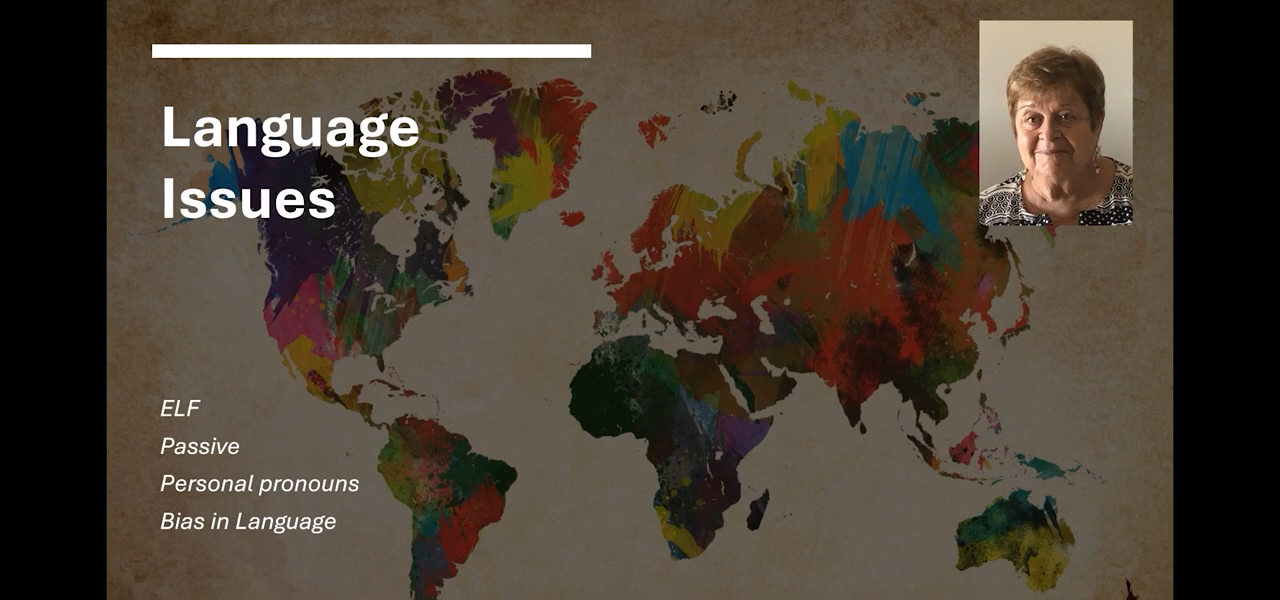 Language
Issues
ELF
Passive
Personal pronouns
Bias in Language